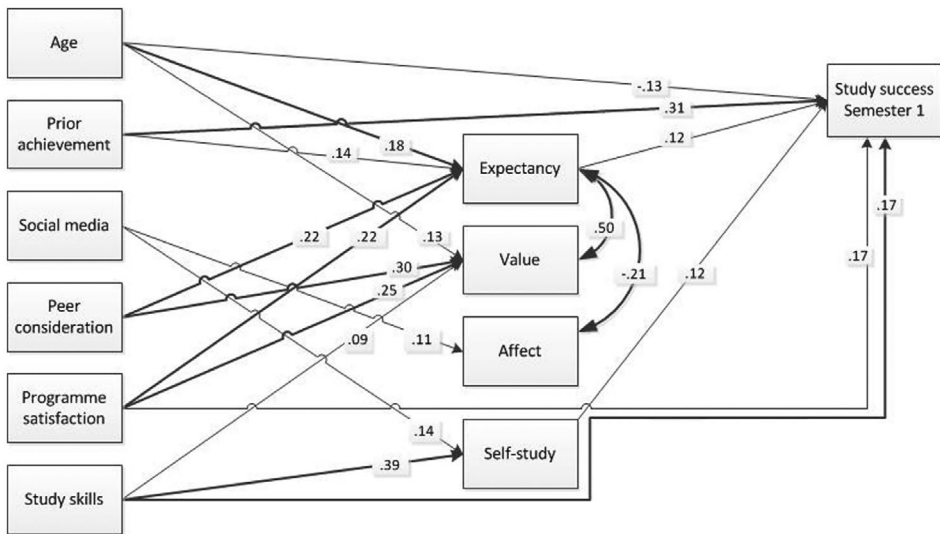 Age
-.13
Study success
Semester 1
Prior
achievement
.31
.12
.18
.14
Expectancy
Social media
.22
.22
.13
.50
.17
Value
.17
.30
.25
-.21
.12
Peer
consideration
.09
.11
Affect
Programme
satisfaction
.14
Self-study
.39
Study skills